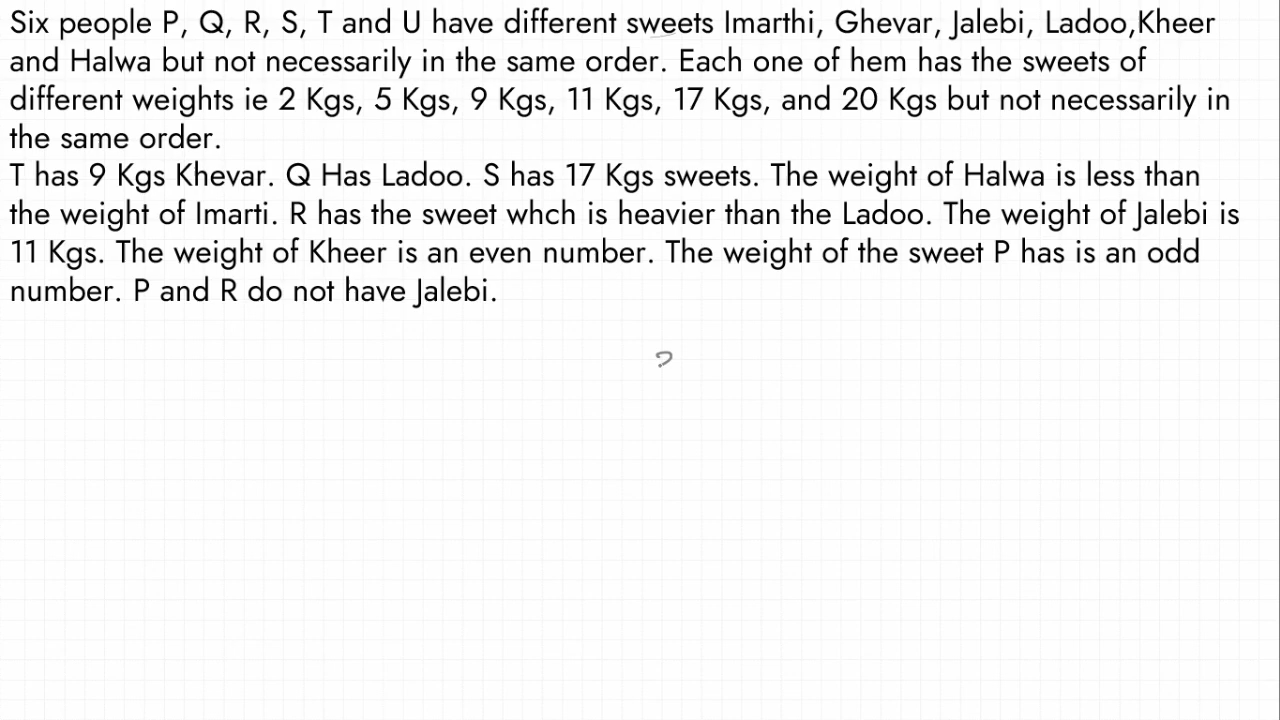 Six people P, Q, R, S, T and U have different sweets Imarthi, Ghevar, Jalebi, Ladoo,Kheer
and Halwa but not necessarily in the same order. Each one of hem has the sweets of
different weights ie 2 Kgs, 5 Kgs, 9 Kgs, 11 Kgs, 17 Kgs, and 20 Kgs but not necessarily in
the same order.
T has 9 Kgs Khevar. Q Has Ladoo. S has 17 Kgs sweets. The weight of Halwa is less than
the weight of Imarti. R has the sweet whch is heavier than the Ladoo. The weight of Jalebi is
11 Kgs. The weight of Kheer is an even number. The weight of the sweet P has is an odd
number. P and R do not have Jalebi.
?